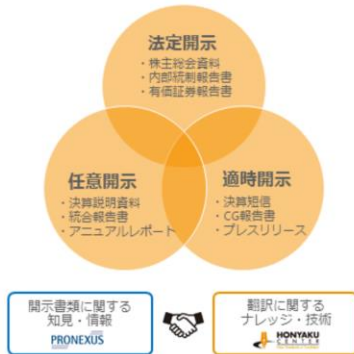 法定開示
・株主総会資料
・内部統制報告書
・有価証券報告書
任意開示
・決算説明資料
・統合報告書
・アニュアルレポート
適時開示
・決算短信
・CG報告書
・プレスリリース
開示書類に関する
知見・情報
PRONEXUS
翻訳に関する
ナレッジ・技術
HONYAKU
CENTER